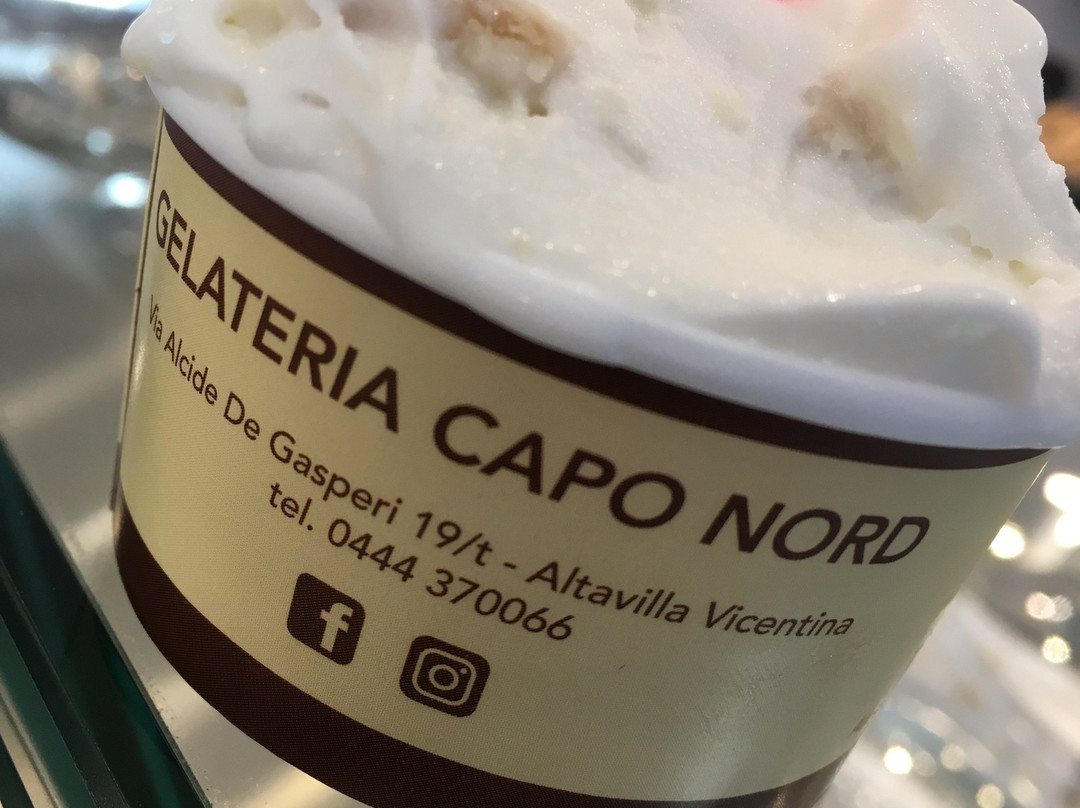 GELATERIA CAPO NORD
Via Alcide De Gasperi 19/t - Altavilla Vicentina
tel. 0444 370066